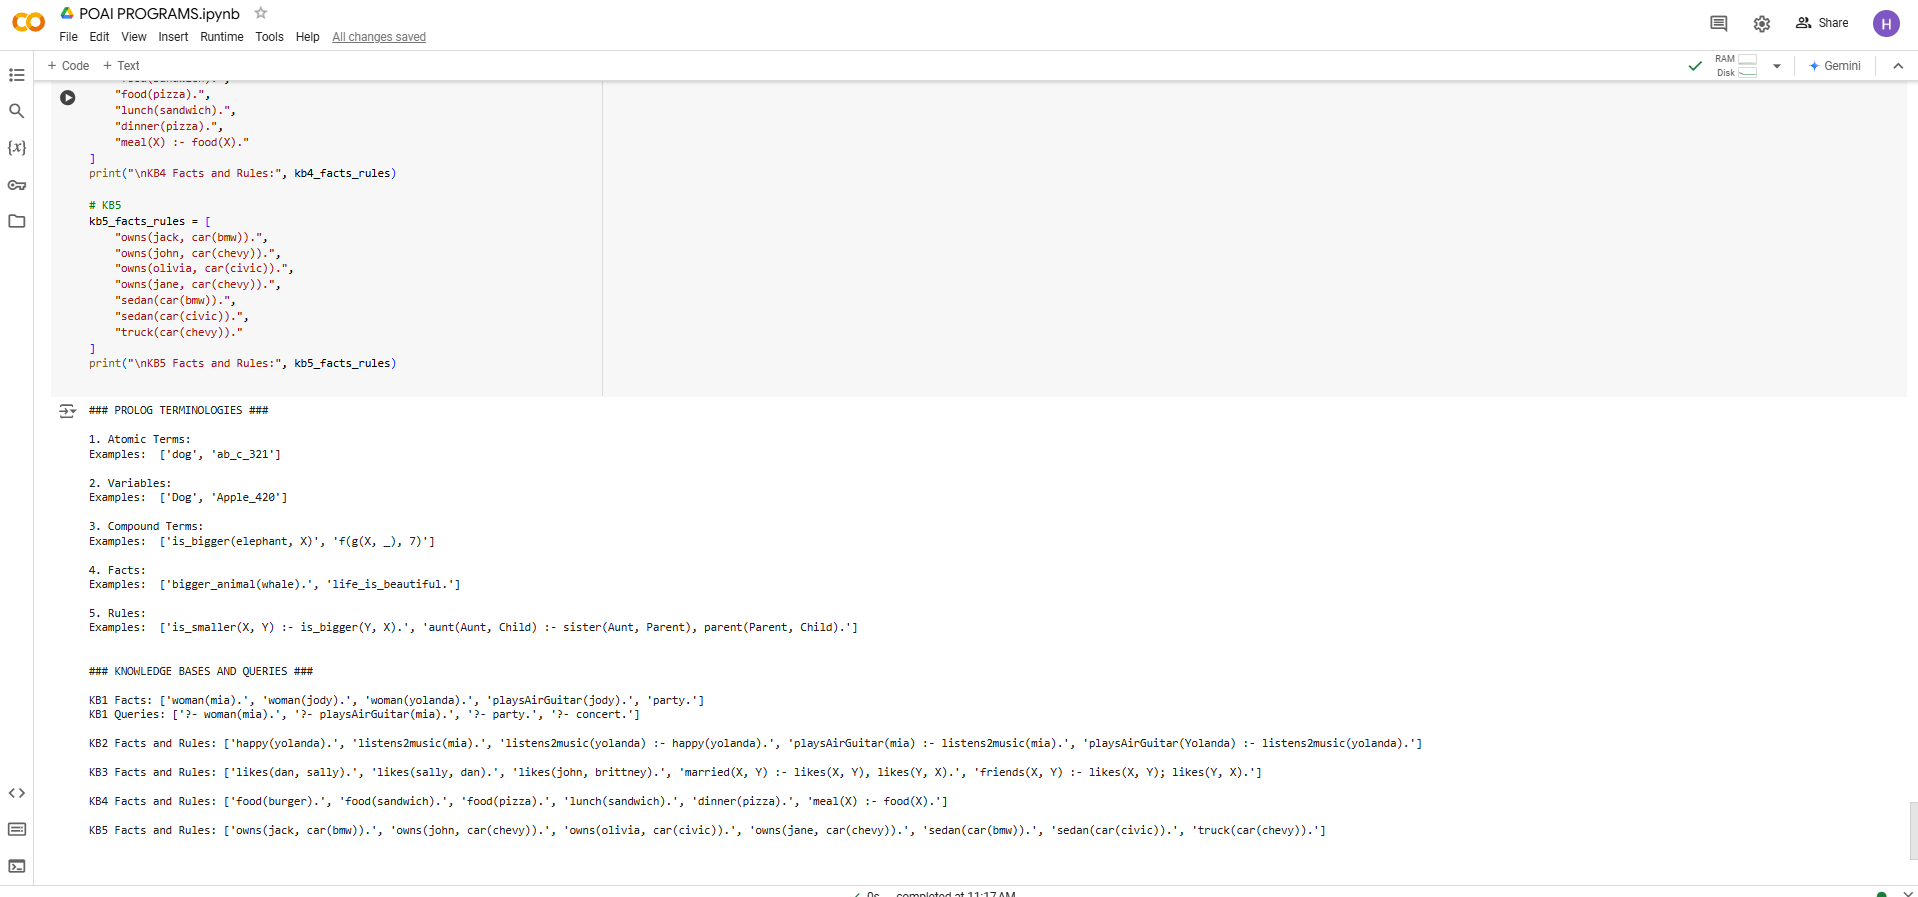 POAI PROGRAMS.ipynb
File Edit View Insert Runtime Tools Help All changes saved
Share
H
+ Code + Text
RAM
Disk
Gemini
"food(pizza).",
"lunch(sandwich).",
"dinner(pizza).",
"meal(X) :- food(X)."
]
print("\nKB4 Facts and Rules:", kb4_facts_rules)
# KB5
kb5_facts_rules = [
"owns(jack, car(bmw)).",
"owns(john, car(chevy)).",
"owns(olivia, car(civic)).",
"owns(jane, car(chevy)).",
"sedan(car(bmw)).",
"sedan(car(civic)).",
"truck(car(chevy))."
]
print("\nKB5 Facts and Rules:", kb5_facts_rules)
### PROLOG TERMINOLOGIES ###
1. Atomic Terms:
Examples:  ['dog', 'ab_c_321']
2. Variables:
Examples:  ['Dog', 'Apple_420']
3. Compound Terms:
Examples:  ['is_bigger(elephant, X)', 'f(g(X, _), 7)']
4. Facts:
Examples:  ['bigger_animal(whale).', 'life_is_beautiful.']
5. Rules:
Examples:  ['is_smaller(X, Y) :- is_bigger(Y, X).', 'aunt(Aunt, Child) :- sister(Aunt, Parent), parent(Parent, Child).']
### KNOWLEDGE BASES AND QUERIES ###
KB1 Facts: ['woman(mia).', 'woman(jody).', 'woman(yolanda).', 'playsAirGuitar(jody).', 'party.']
KB1 Queries: ['?- woman(mia).', '?- playsAirGuitar(mia).', '?- party.', '?- concert.']
KB2 Facts and Rules: ['happy(yolanda).', 'listens2music(mia).', 'listens2music(yolanda) :- happy(yolanda).', 'playsAirGuitar(mia) :- listens2music(mia).', 'playsAirGuitar(Yolanda) :- listens2music(yolanda).']
KB3 Facts and Rules: ['likes(dan, sally).', 'likes(sally, dan).', 'likes(john, brittney).', 'married(X, Y) :- likes(X, Y), likes(Y, X).', 'friends(X, Y) :- likes(X, Y); likes(Y, X).']
KB4 Facts and Rules: ['food(burger).', 'food(sandwich).', 'food(pizza).', 'lunch(sandwich).', 'dinner(pizza).', 'meal(X) :- food(X).']
KB5 Facts and Rules: ['owns(jack, car(bmw)).', 'owns(john, car(chevy)).', 'owns(olivia, car(civic)).', 'owns(jane, car(chevy)).', 'sedan(car(bmw)).', 'sedan(car(civic)).', 'truck(car(chevy)).']
0s completed at 11:17 AM